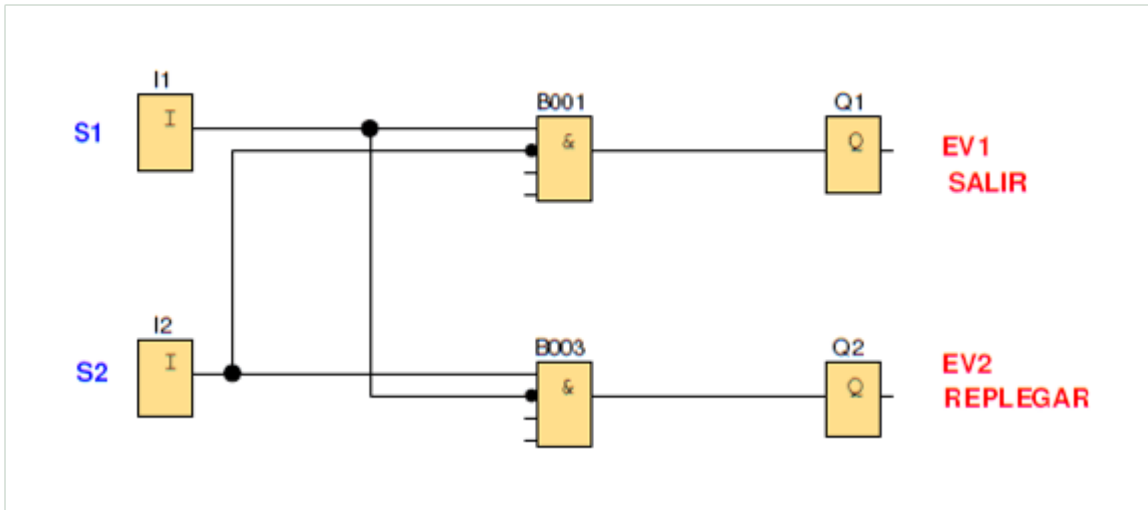 I1
I
S1
B001
&
Q1
Q
EV1
SALIR
I2
I
S2
B003
&
Q2
Q
EV2
REPLEGAR